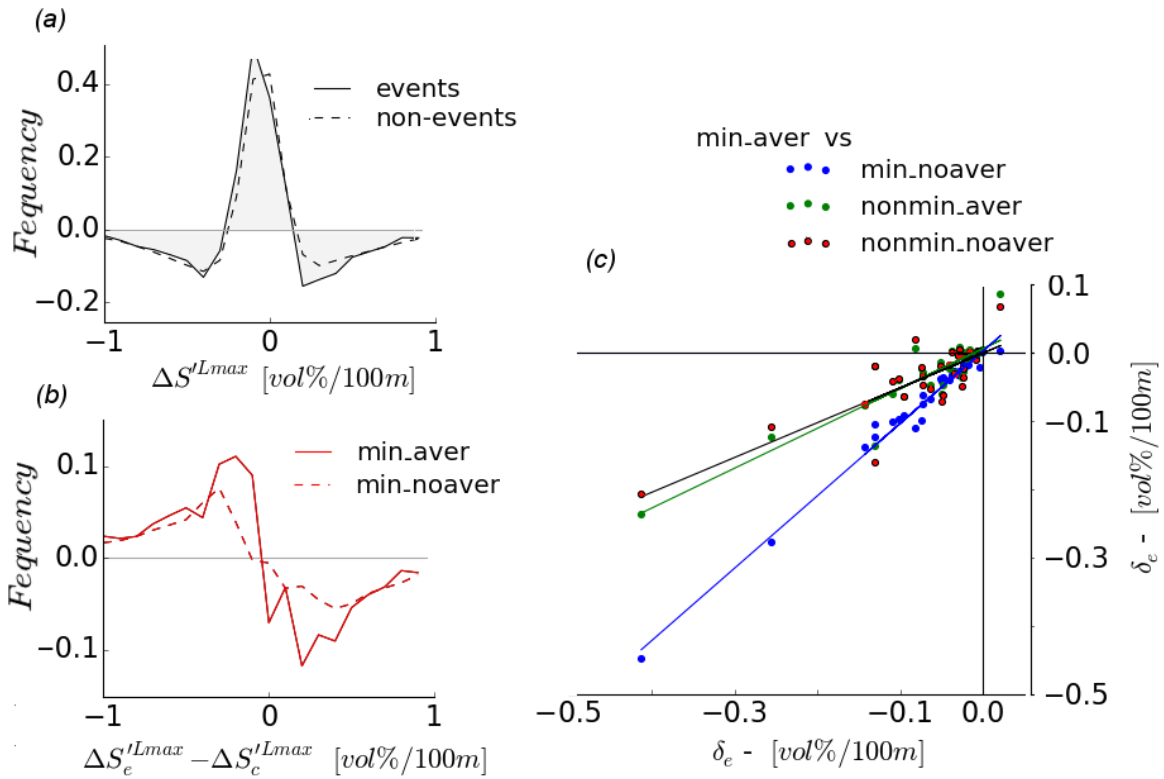 (a)
0.4
0.2
0.0
−0.2
Fequency
events
non-events
−1
0
1
ΔS′Lmax [vol%/100m]
(b)
0.1
0.0
−0.1
Fequency
min_aver
min_noaver
−1
0
1
ΔS′Lmax e −ΔS′Lmax c [vol%/100m]
min_aver vs
min_noaver
nonmin_aver
nonmin_noaver
(c)
0.1
0.0
−0.1
−0.3
−0.5
δe - [vol%/100m]
−0.5
−0.3
−0.1
0.0
δe - [vol%/100m]